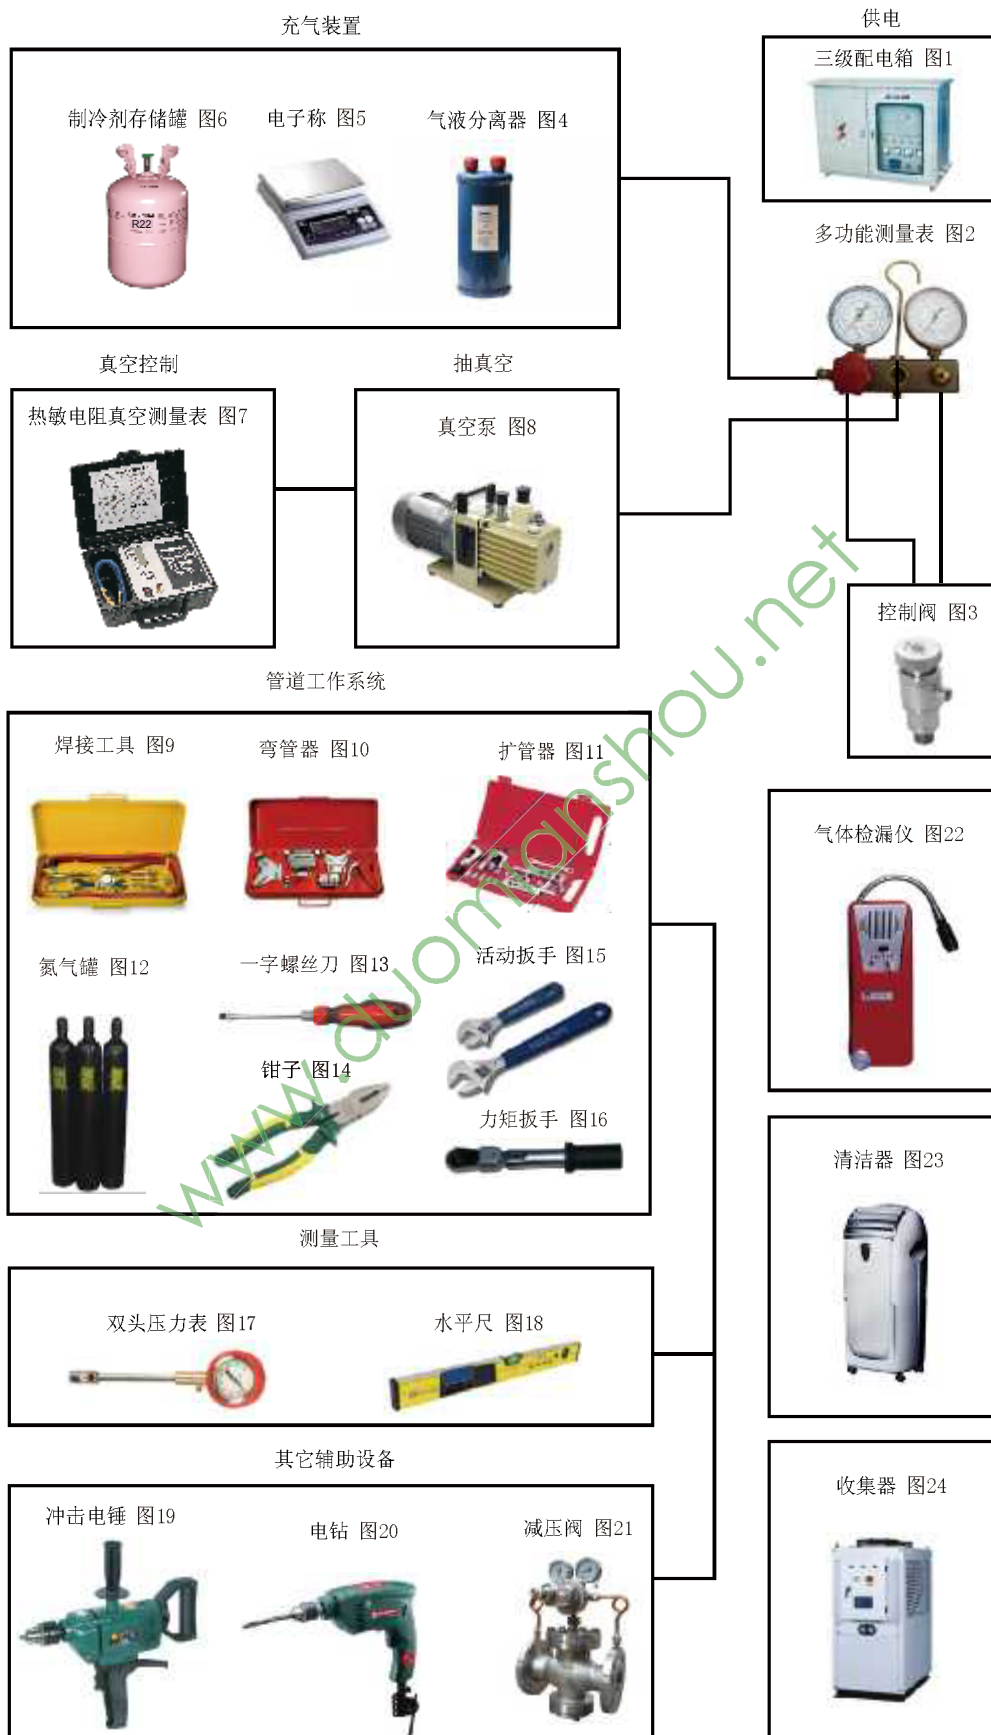 充气装置
供电
三级配电箱 图1
制冷剂存储罐 图6
电子称 图5
气液分离器 图4
R22
多功能测量表 图2
真空控制
抽真空
热敏电阻真空测量表 图7
真空泵 图8
控制阀 图3
管道工作系统
焊接工具 图9
弯管器 图10
扩管器 图11
气体检漏仪 图22
氮气罐 图12
一字螺丝刀 图13
活动扳手 图15
钳子 图14
力矩扳手 图16
清洁器 图23
测量工具
双头压力表 图17
水平尺 图18
其它辅助设备
收集器 图24
冲击电锤 图19
电钻 图20
减压阀 图21
www.duomianshou.net